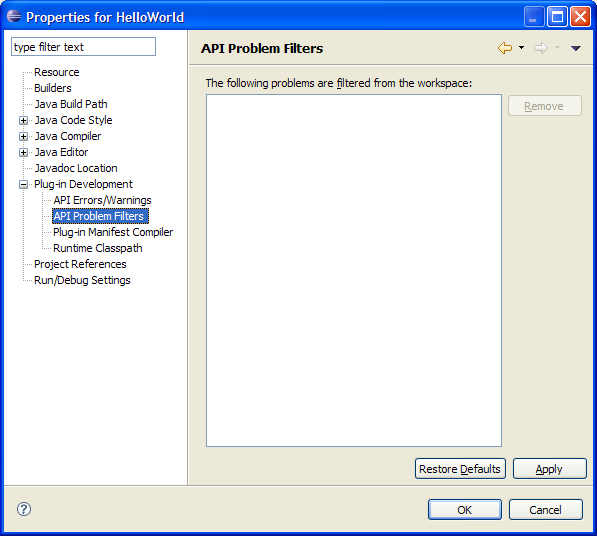 Properties for HelloWorld
type filter text
Resource
Builders
Java Build Path
Java Code Style
Java Compiler
Java Editor
Javadoc Location
Plug-in Development
API Errors/Warnings
API Problem Filters
Plug-in Manifest Compiler
Runtime Classpath
Project References
Run/Debug Settings
API Problem Filters
The following problems are filtered from the workspace:
Remove
Restore Defaults
Apply
OK
Cancel